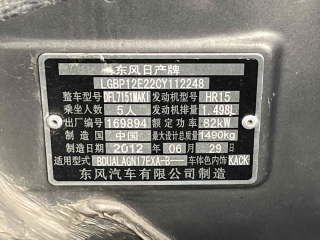 东风日产牌
LGBP12E22CY112248
整车型号 DFL7151MAK1 发动机型号 HR15
乘坐人数 5人 发动机排量 1.498L
出厂编号 169894 额定功率 82kW
制造国 中国 最大设计总质量 1490kg
制造日期 2012 年 06 月 29 日
适用型式 BDUALAGN17EXA-B--- 车体色内饰 KACK
东风汽车有限公司制造